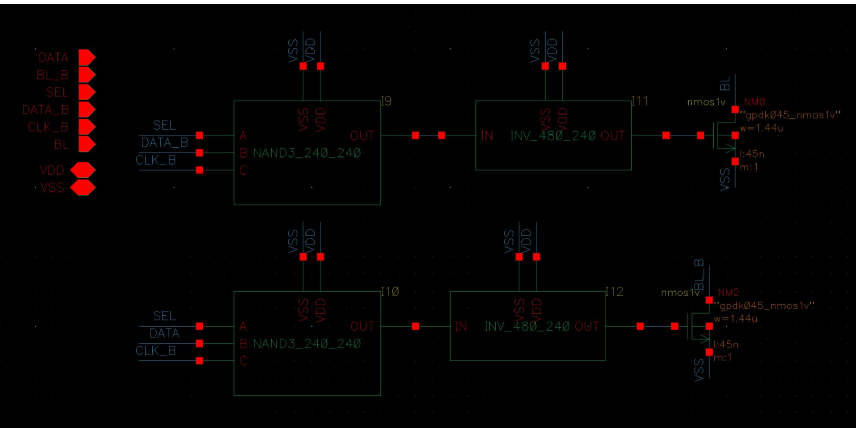 DATA
BL_B
SEL
DATA_B
CLK_B
BL
VDD
VSS
VSS
VDD
I9
VSS
VDD
SEL
A
DATA_B
B
CLK_B
C
NAND3_240_240
OUT
VSS
VDD
I11
VSS
VDD
IN
INV_480_240
OUT
BL
nmos1v
NM0
"gpdk045_nmos1v"
w=1.44u
l:45n
m:1
VSS
VSS
VDD
I10
VSS
VDD
SEL
A
DATA
B
CLK_B
C
NAND3_240_240
OUT
VSS
VDD
I12
VSS
VDD
IN
INV_480_240
OUT
BL_B
nmos1v
NM2
"gpdk045_nmos1v"
w=1.44u
l:45n
m:1
VSS